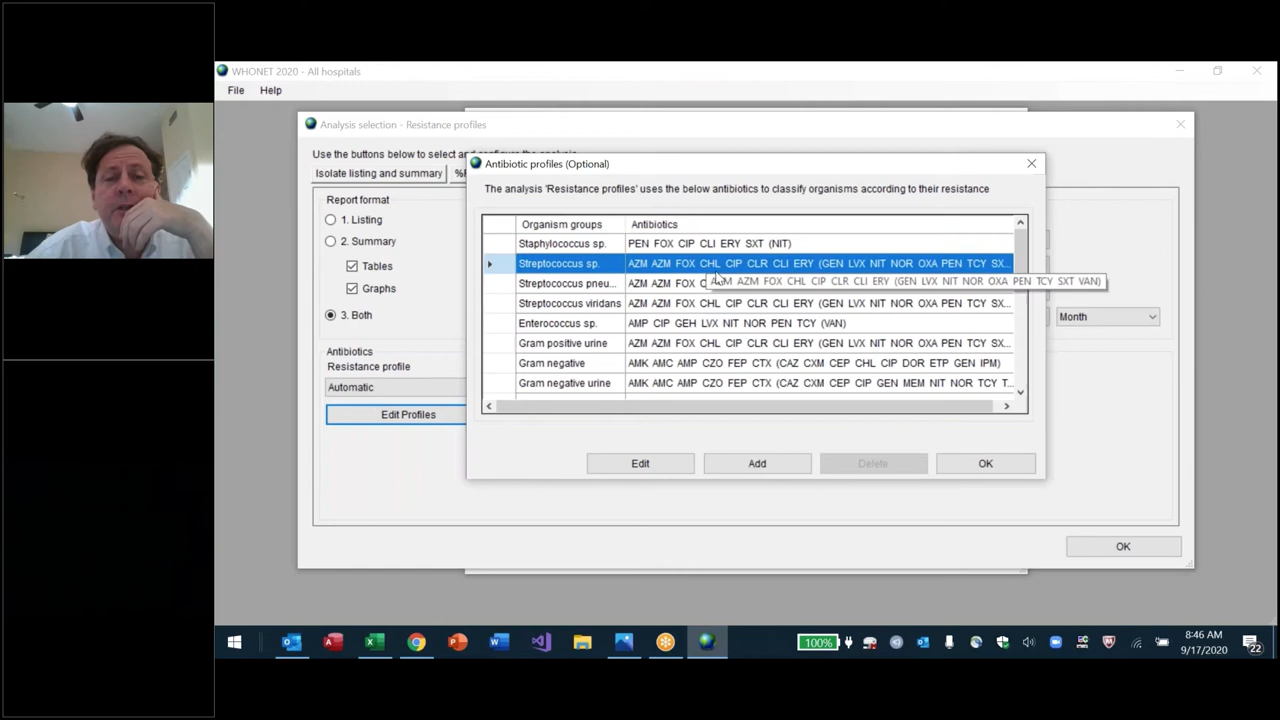 WHONET 2020 - All hospitals
File Help
Analysis selection - Resistance profiles
Use the buttons below to select and
Isolate listing and summary
Report format
1. Listing
2. Summary
Tables
Graphs
3. Both
Antibiotics
Resistance profile
Automatic
Edit Profiles
Antibiotic profiles (Optional)
The analysis 'Resistance profiles' uses the below antibiotics to classify organisms according to their resistance
Organism groups Antibiotics
Staphylococcus sp. PEN FOX CIP CLI ERY SXT (NIT)
Streptococcus sp. AZM AZM FOX CHL CIP CLR CLI ERY (GEN LVX NIT NOR OXA PEN TCY SX...
Streptococcus pneu... AZM AZM FOX
AZM AZM FOX CHL CIP CLR CLI ERY (GEN LVX NIT NOR OXA PEN TCY SXT VAN)
Streptococcus viridans AZM AZM FOX CHL CIP CLR CLI ERY (GEN LVX NIT NOR OXA PEN TCY SX...
Enterococcus sp. AMP CIP GEH LVX NIT NOR PEN TCY (VAN)
Gram positive urine AZM AZM FOX CHL CIP CLR CLI ERY (GEN LVX NIT NOR OXA PEN TCY SX...
Gram negative AMK AMC AMP CZO FEP CTX (CAZ CXM CEP CHL CIP DOR ETP GEN IPM)
Gram negative urine AMK AMC AMP CZO FEP CTX (CAZ CXM CEP CIP GEN MEM NIT NOR TCY T...
Edit Add Delete OK
Month
OK
100%
8:46 AM
9/17/2020
22